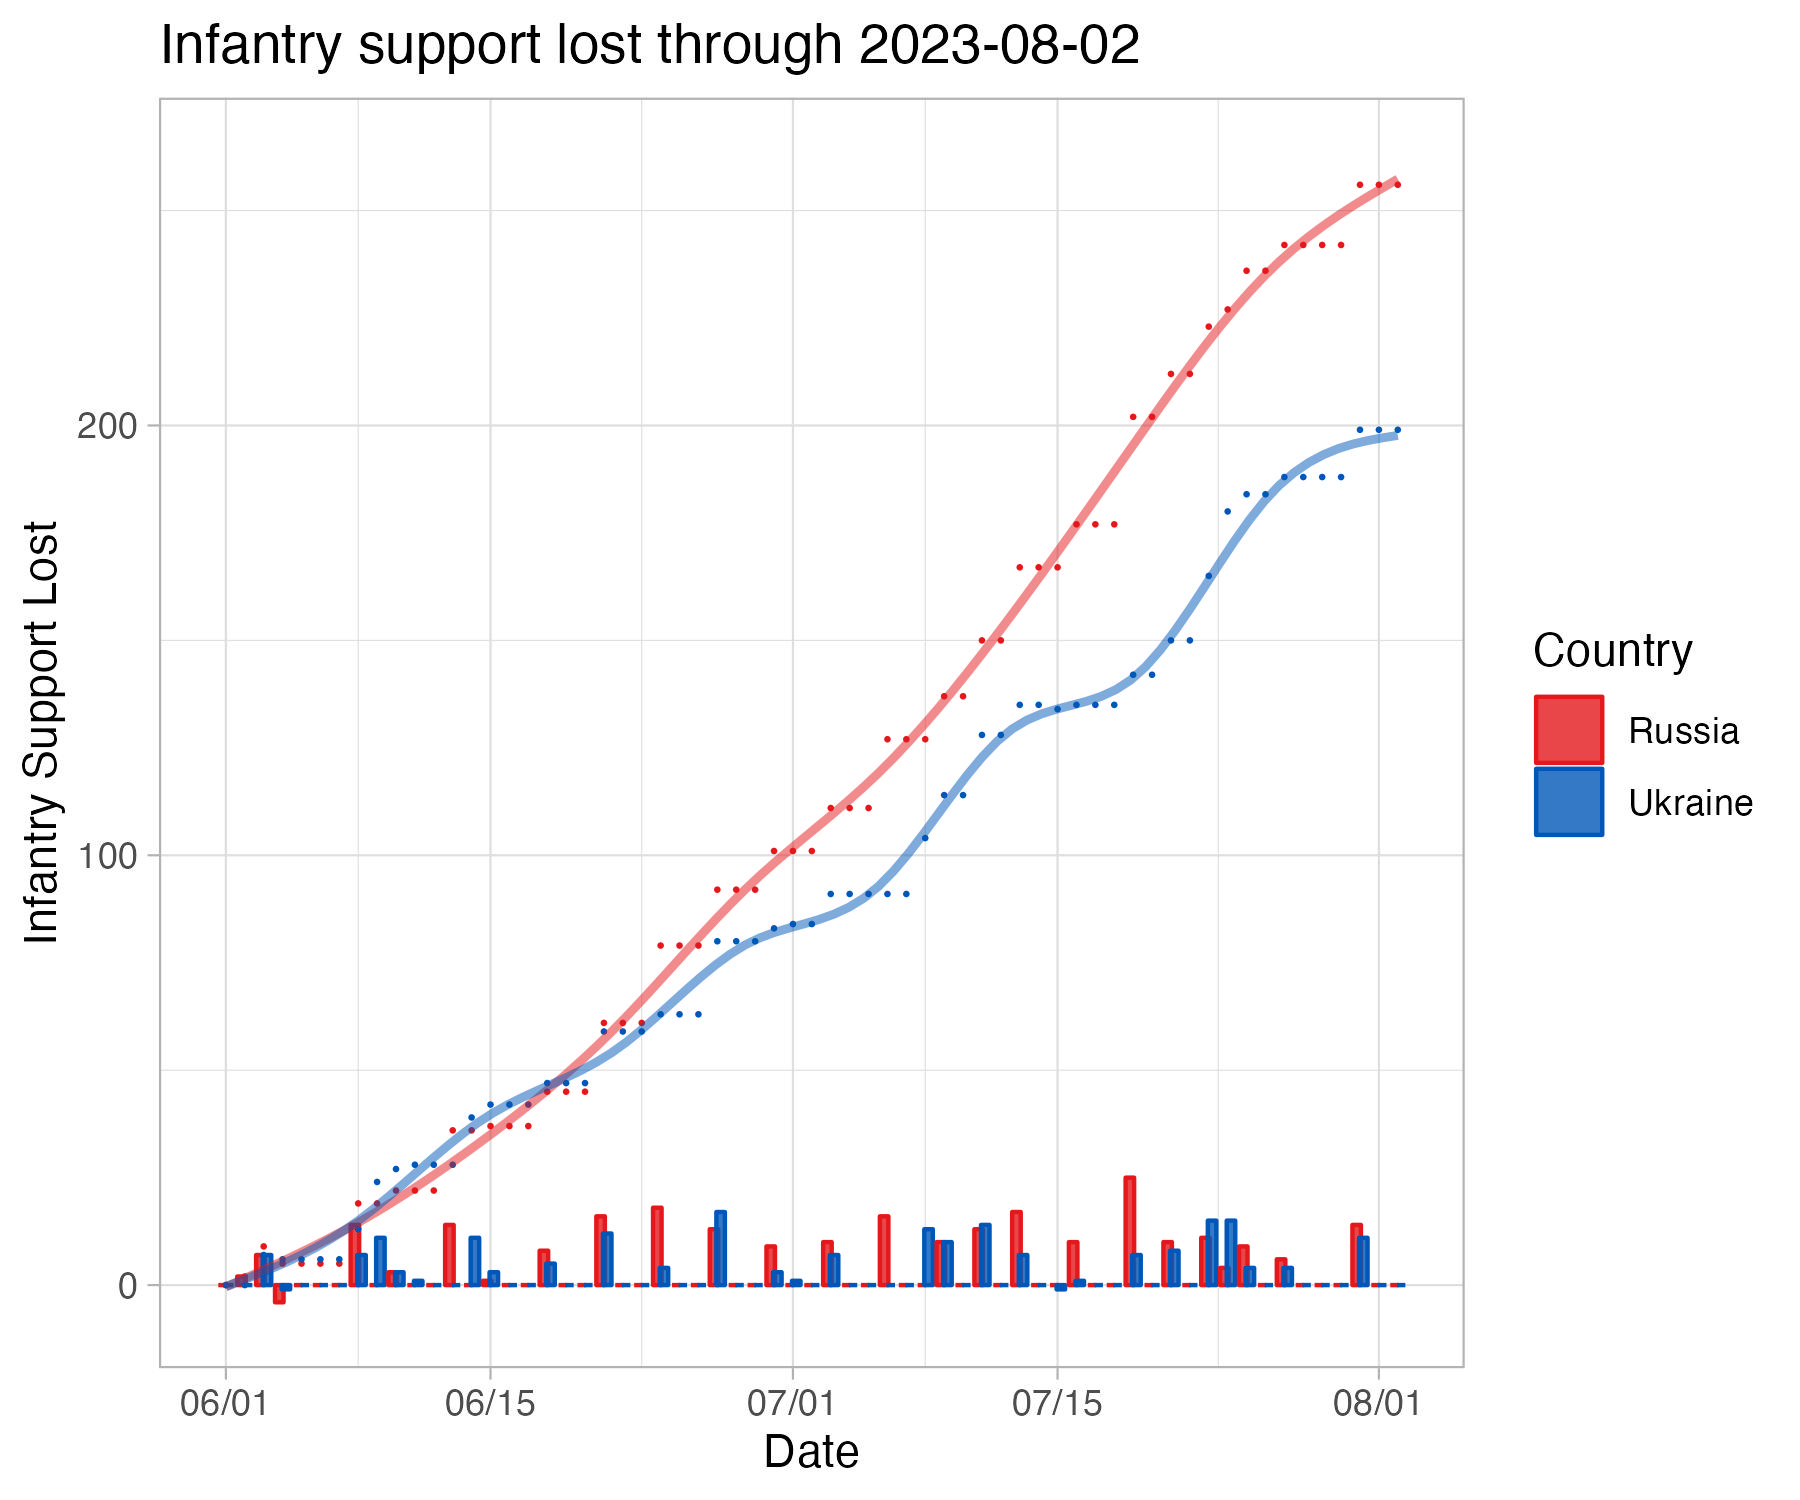 Infantry support lost through 2023-08-02
Infantry Support Lost
200
100
0
06/01
06/15
07/01
07/15
08/01
Date
Country
Russia
Ukraine